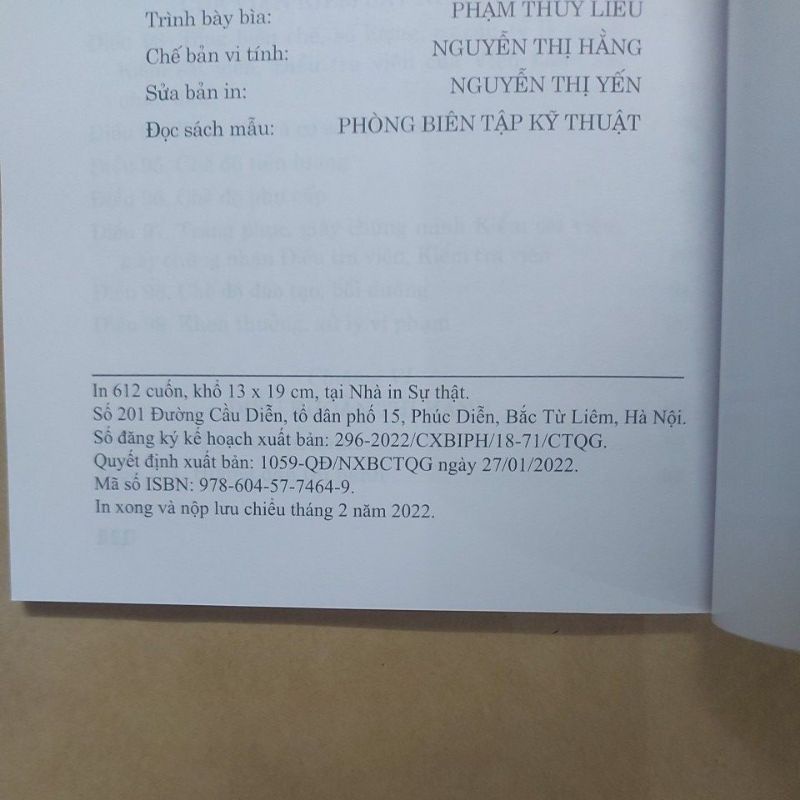 Trình bày bìa: PHẠM THÚY LIỄU
Chế bản vi tính: NGUYỄN THỊ HẰNG
Sửa bản in: NGUYỄN THỊ YẾN
Đọc sách mẫu: PHÒNG BIÊN TẬP KỸ THUẬT
In 612 cuốn, khổ 13 x 19 cm, tại Nhà in Sự thật.
Số 201 Đường Cầu Diễn, tổ dân phố 15, Phúc Diễn, Bắc Từ Liêm, Hà Nội.
Số đăng ký kế hoạch xuất bản: 296-2022/CXBIPH/18-71/CTQG.
Quyết định xuất bản: 1059-QĐ/NXBCTQG ngày 27/01/2022.
Mã số ISBN: 978-604-57-7464-9.
In xong và nộp lưu chiểu tháng 2 năm 2022.